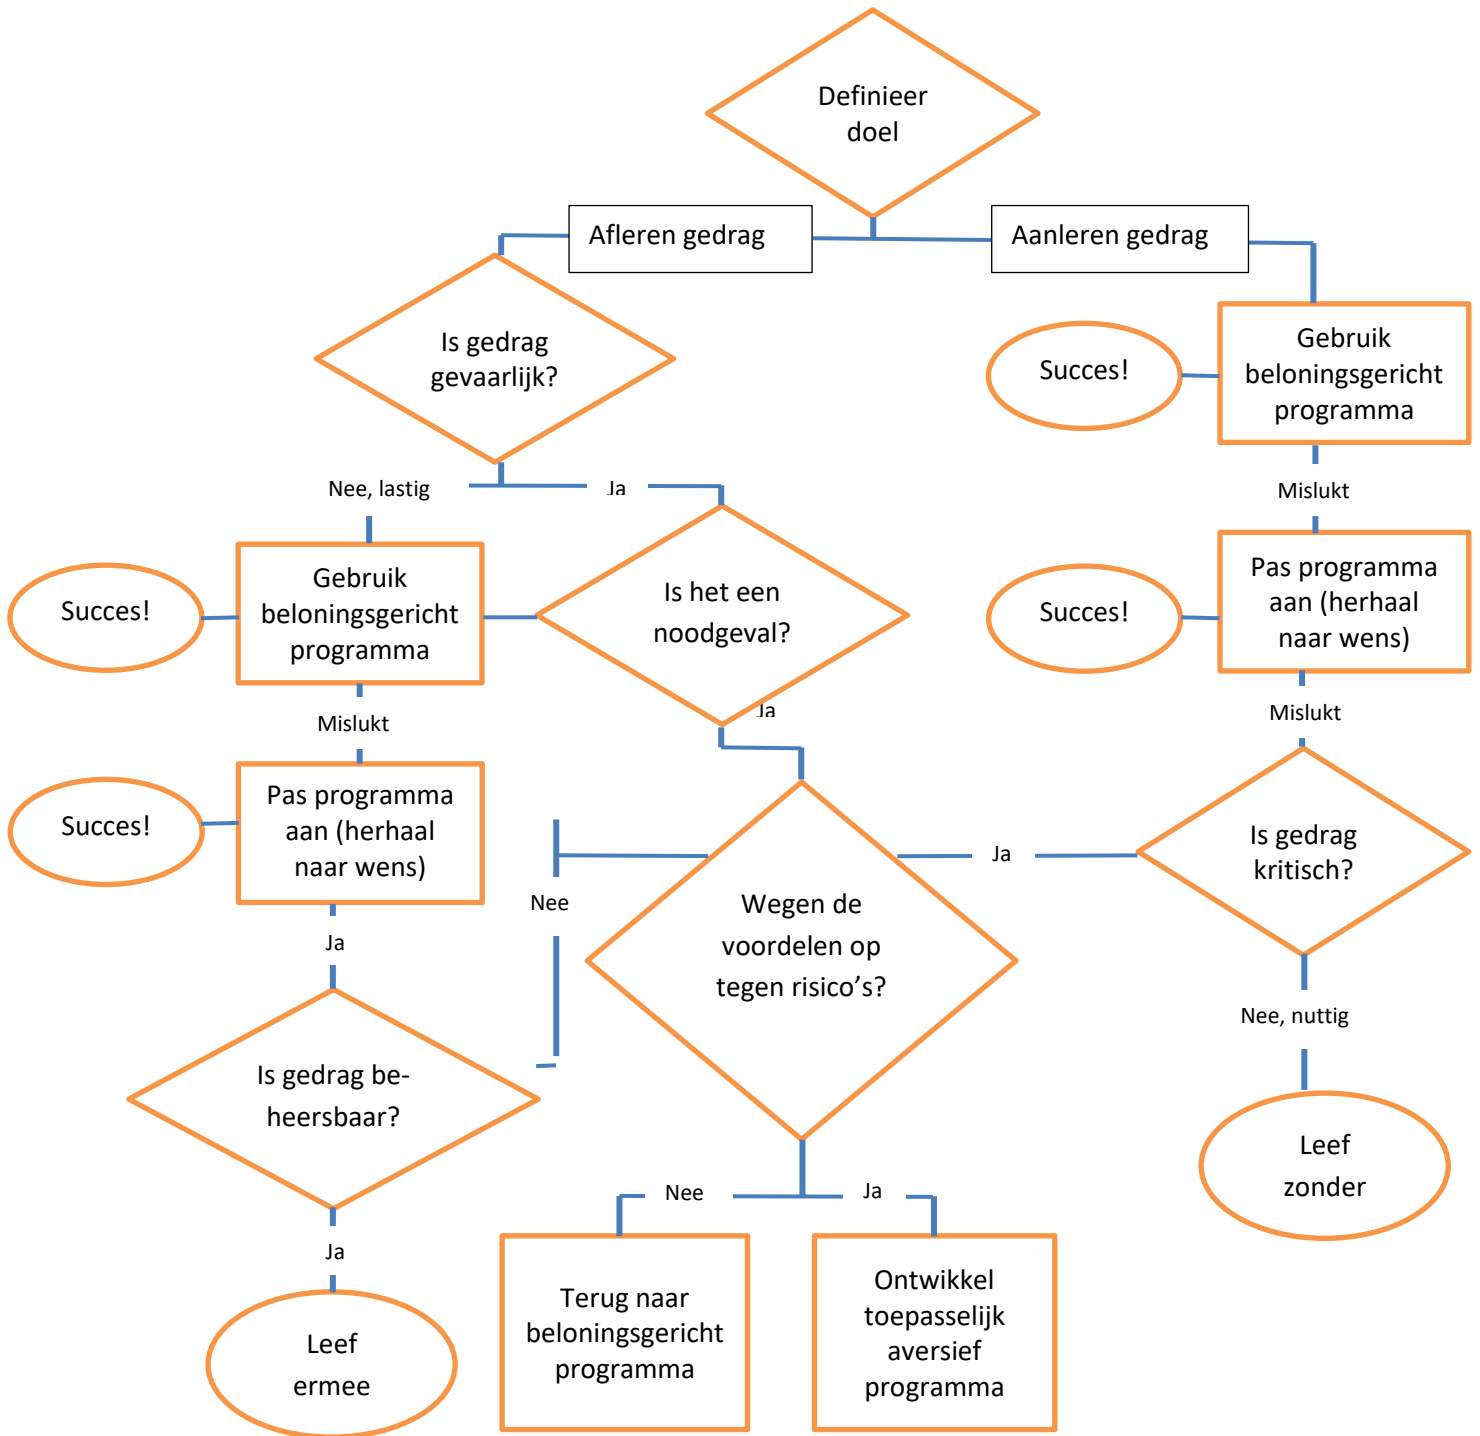 Definieer
doel
Afleren gedrag
Aanleren gedrag
Is gedrag
gevaarlijk?
Succes!
Gebruik
beloningsgericht
programma
Nee, lastig
Ja
Mislukt
Succes!
Gebruik
beloningsgericht
programma
Is het een
noodgeval?
Succes!
Pas programma
aan (herhaal
naar wens)
Mislukt
Ja
Mislukt
Succes!
Pas programma
aan (herhaal
naar wens)
Ja
Is gedrag
kritisch?
Nee
Wegen de
voordelen op
tegen risico's?
Ja
Nee, nuttig
Is gedrag be-
heersbaar?
Leef
zonder
Nee
Ja
Ja
Terug naar
beloningsgericht
programma
Ontwikkel
toepasselijk
aversief
programma
Leef
ermee